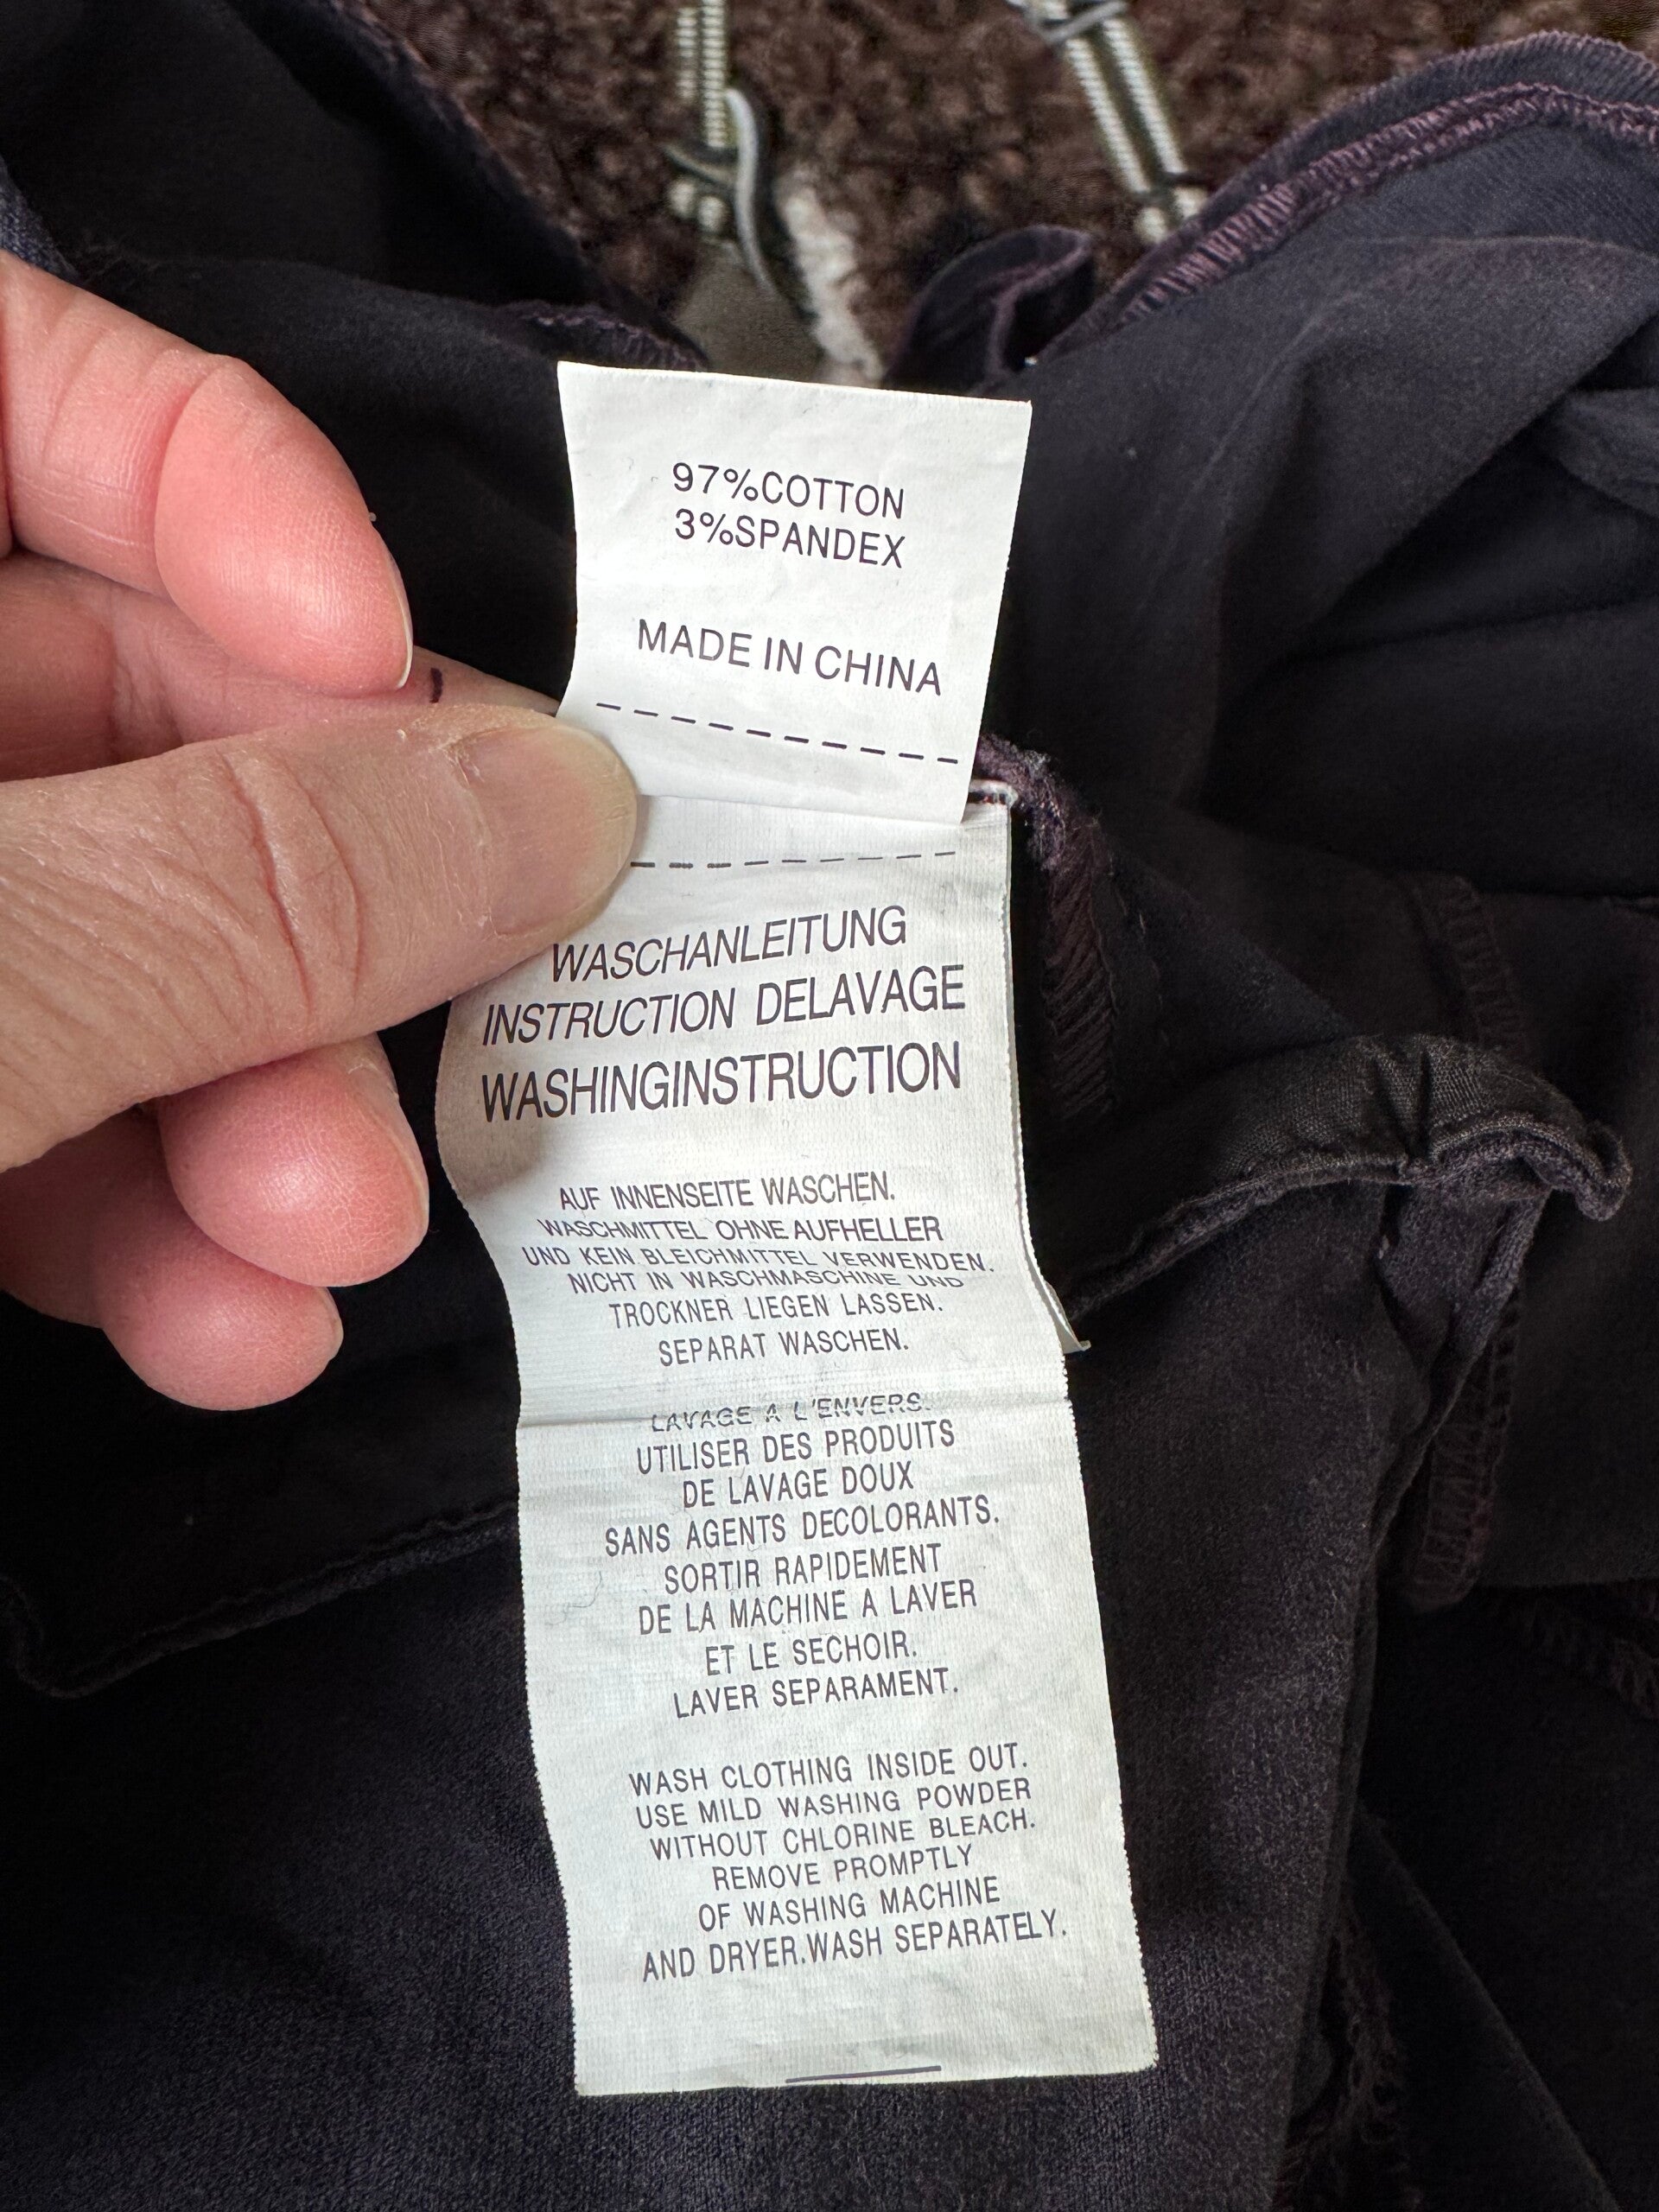 97%COTTON
3%SPANDEX
MADE IN CHINA
WASCHANLEITUNG
INSTRUCTION DELAVAGE
WASHINGINSTRUCTION
AUF INNENSEITE WASCHEN.
WASCHMITTEL OHNE AUFHELLER
UND KEIN BLEICHMITTEL VERWENDEN.
NICHT IN WASCHMASCHINE UND
TROCKNER LIEGEN LASSEN.
SEPARAT WASCHEN.
LAVAGE A L'ENVERS.
UTILISER DES PRODUITS
DE LAVAGE DOUX
SANS AGENTS DECOLORANTS.
SORTIR RAPIDEMENT
DE LA MACHINE A LAVER
ET LE SECHOIR.
LAVER SEPARAMENT.
WASH CLOTHING INSIDE OUT.
USE MILD WASHING POWDER
WITHOUT CHLORINE BLEACH.
REMOVE PROMPTLY
OF WASHING MACHINE
AND DRYER.WASH SEPARATELY.